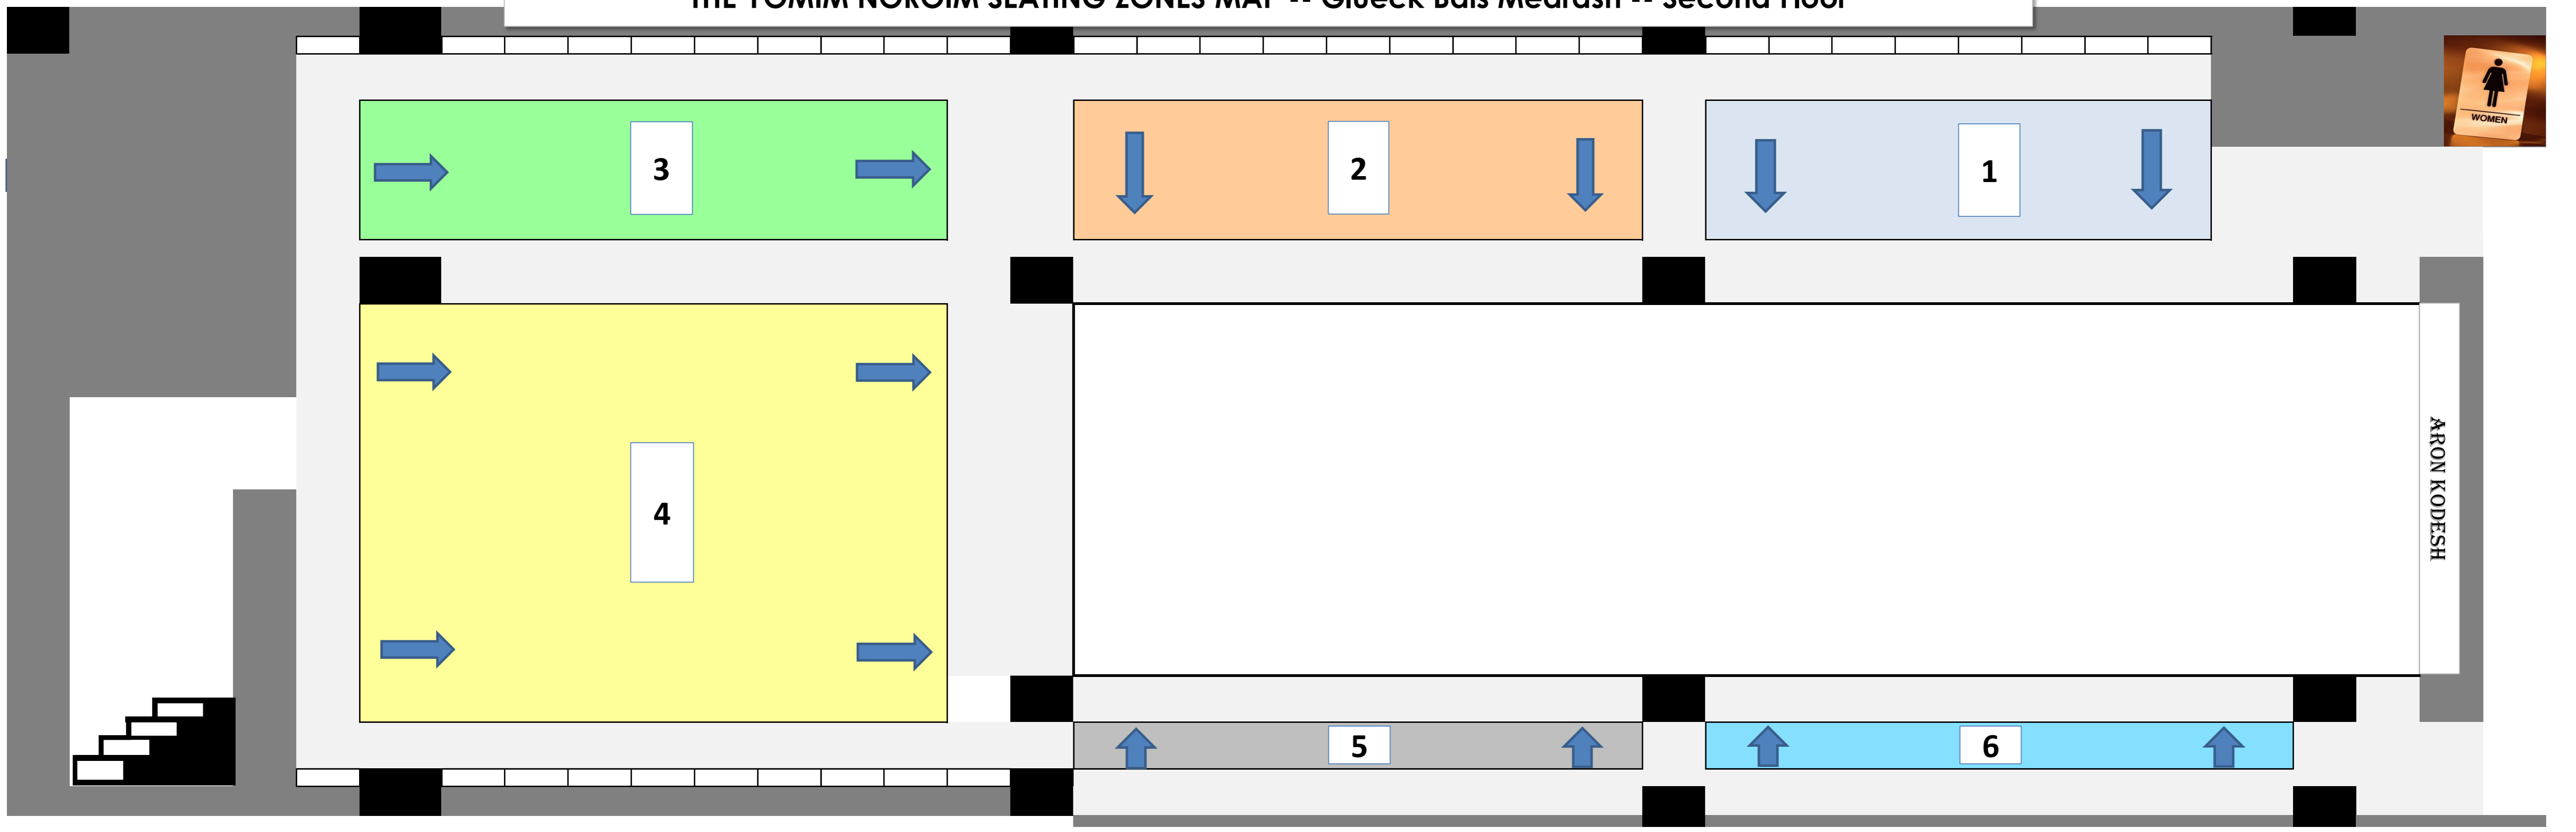 THE YOMIM NOROIM SEATING ZONES MAP -- Glueck Bais Medrash -- Second Floor
WOMEN
3
2
1
4
ARON KODESH
5
6